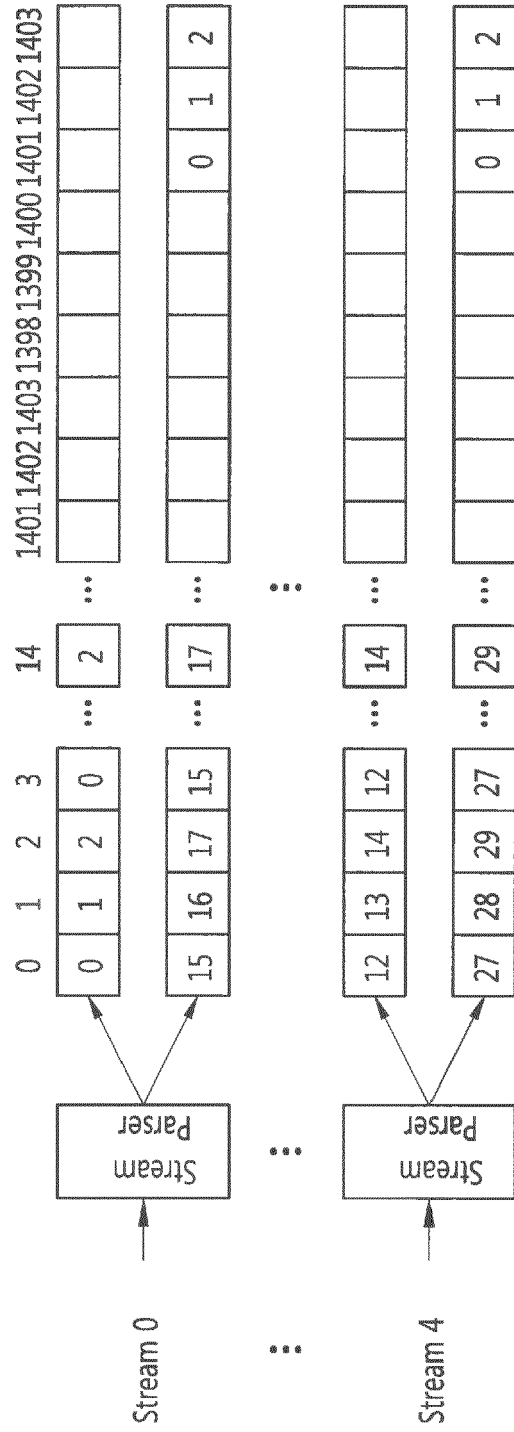 0 1 2 3 14 1401 1402 1403 1398 1399 1400 1401 1402 1403
Stream 0
Stream
Parser
0 1 2 0 ... 2 ...
15 16 17 15 ... 17 ... 0 1 2
... ... ...
Stream 4
Stream
Parser
12 13 14 12 ... 14 ...
27 28 29 27 ... 29 ... 0 1 2